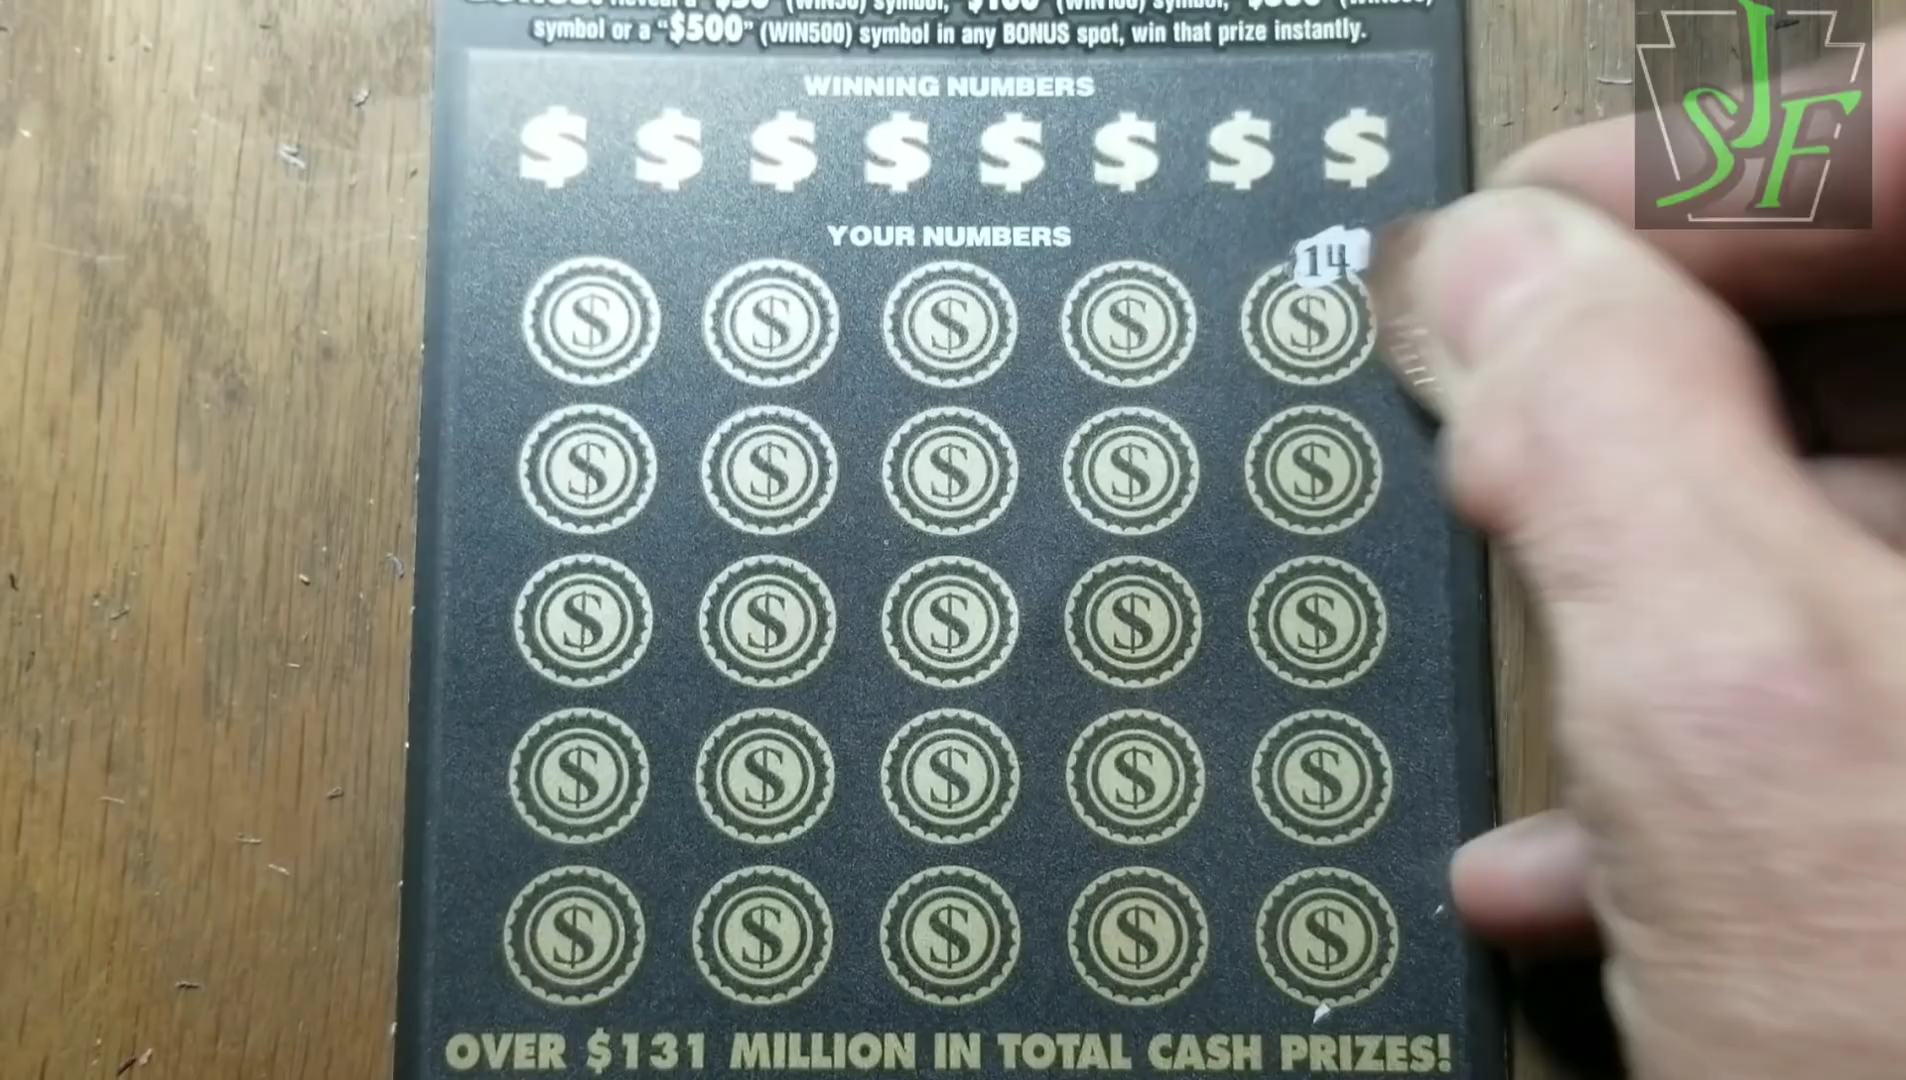 symbol or a "$500" (WIN500) symbol in any BONUS spot, win that prize instantly.
WINNING NUMBERS
$ $ $ $ $ $ $ $
YOUR NUMBERS
14
$ $ $ $ $
$ $ $ $ $
$ $ $ $ $
$ $ $ $ $
$ $ $ $ $
OVER $131 MILLION IN TOTAL CASH PRIZES!
SJF